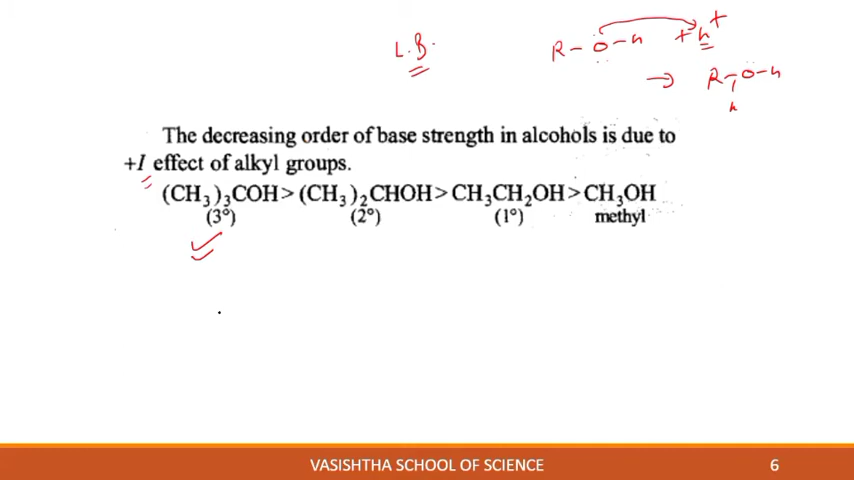 L.B.
R-O-H +H+
→ R-O-H
H
The decreasing order of base strength in alcohols is due to
+I effect of alkyl groups.
(CH₃)₃COH > (CH₃)₂CHOH > CH₃CH₂OH > CH₃OH
(3°) (2°) (1°) methyl
VASISHTHA SCHOOL OF SCIENCE 6